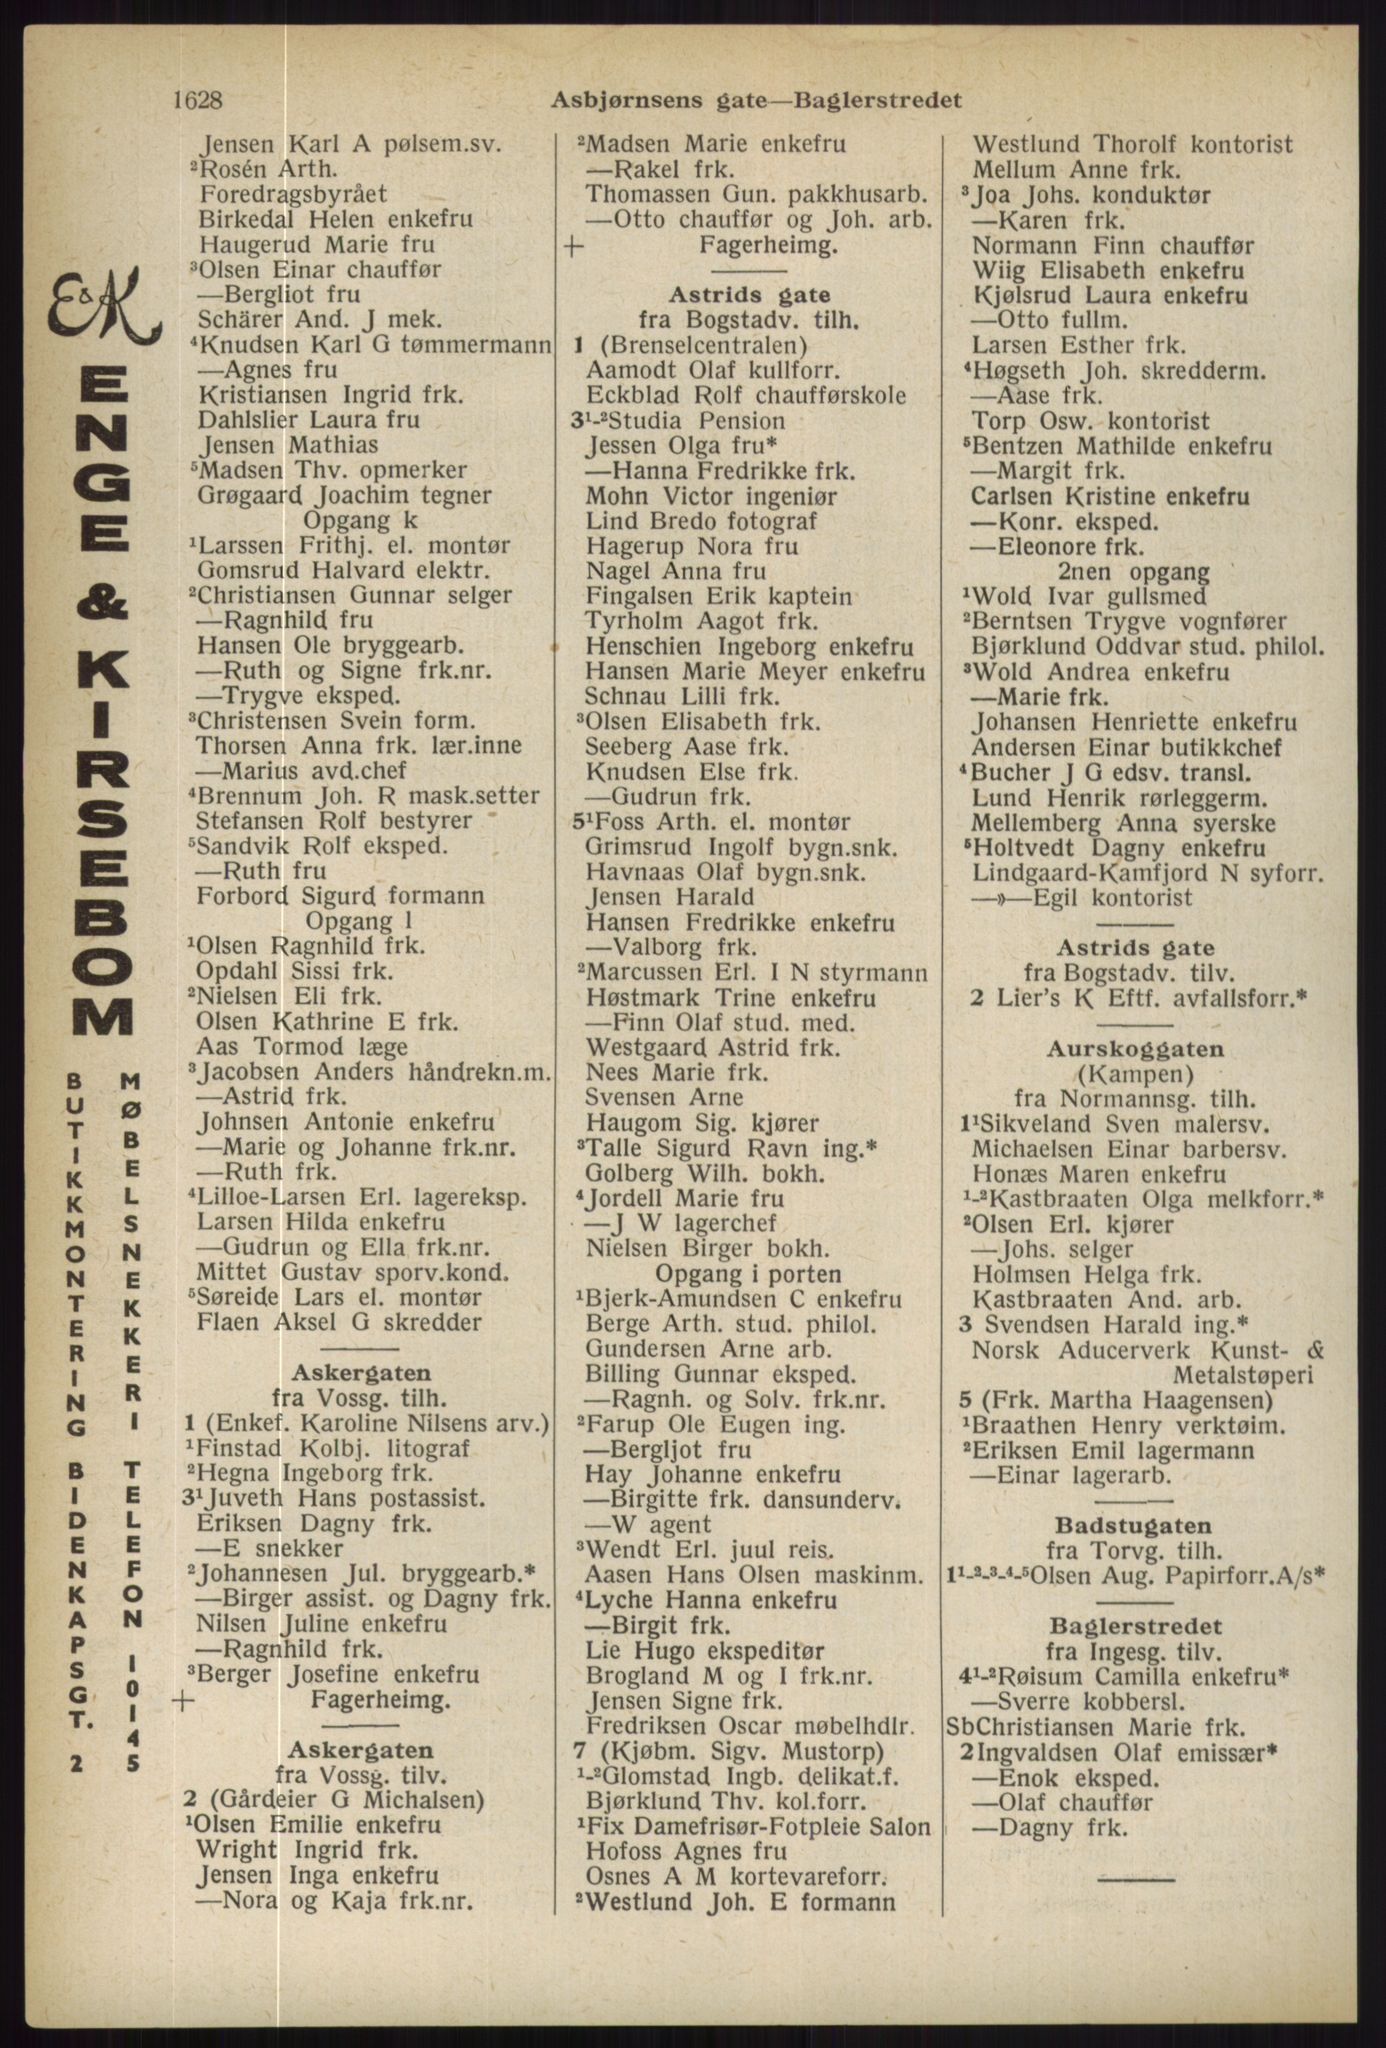 1628
Asbjørnsens gate—Baglerstredet
E&K
ENGE & KIRSEBOM
BUTIKKMONTERING BIDENKAPSGT. 2
MØBELSNEKKERI TELEFON 10145
Jensen Karl A pølsem.sv.
²Rosén Arth.
Foredragsbyrået
Birkedal Helen enkefru
Haugerud Marie fru
³Olsen Einar chauffør
—Bergliot fru
Schärer And. J mek.
⁴Knudsen Karl G tømmermann
—Agnes fru
Kristiansen Ingrid frk.
Dahlslier Laura fru
Jensen Mathias
⁵Madsen Thv. opmerker
Grøgaard Joachim tegner
Opgang k
¹Larssen Frithj. el. montør
Gomsrud Halvard elektr.
²Christiansen Gunnar selger
—Ragnhild fru
Hansen Ole bryggearb.
—Ruth og Signe frk.nr.
—Trygve eksped.
³Christensen Svein form.
Thorsen Anna frk. lær.inne
—Marius avd.chef
⁴Brennum Joh. R mask.setter
Stefansen Rolf bestyrer
⁵Sandvik Rolf eksped.
—Ruth fru
Forbord Sigurd formann
Opgang l
¹Olsen Ragnhild frk.
Opdahl Sissi frk.
²Nielsen Eli frk.
Olsen Kathrine E frk.
Aas Tormod læge
³Jacobsen Anders håndrekn.m.
—Astrid frk.
Johnsen Antonie enkefru
—Marie og Johanne frk.nr.
—Ruth frk.
⁴Lilloe-Larsen Erl. lagereksp.
Larsen Hilda enkefru
—Gudrun og Ella frk.nr.
Mittet Gustav sporv.kond.
⁵Søreide Lars el. montør
Flaen Aksel G skredder
Askergaten
fra Vossg. tilh.
1 (Enkef. Karoline Nilsens arv.)
¹Finstad Kolbj. litograf
²Hegna Ingeborg frk.
3¹Juveth Hans postassist.
Eriksen Dagny frk.
—E snekker
²Johannesen Jul. bryggearb.*
—Birger assist. og Dagny frk.
Nilsen Juline enkefru
—Ragnhild frk.
³Berger Josefine enkefru
+ Fagerheimg.
Askergaten
fra Vossg. tilv.
2 (Gårdeier G Michalsen)
¹Olsen Emilie enkefru
Wright Ingrid frk.
Jensen Inga enkefru
—Nora og Kaja frk.nr.
²Madsen Marie enkefru
—Rakel frk.
Thomassen Gun. pakkhusarb.
—Otto chauffør og Joh. arb.
+ Fagerheimg.
Astrids gate
fra Bogstadv. tilh.
1 (Brenselcentralen)
Aamodt Olaf kullforr.
Eckblad Rolf chaufførskole
3¹-²Studia Pension
Jessen Olga fru*
—Hanna Fredrikke frk.
Mohn Victor ingeniør
Lind Bredo fotograf
Hagerup Nora fru
Nagel Anna fru
Fingalsen Erik kaptein
Tyrholm Aagot frk.
Henschien Ingeborg enkefru
Hansen Marie Meyer enkefru
Schnau Lilli frk.
³Olsen Elisabeth frk.
Seeberg Aase frk.
Knudsen Else frk.
—Gudrun frk.
5¹Foss Arth. el. montør
Grimsrud Ingolf bygn.snk.
Havnaas Olaf bygn.snk.
Jensen Harald
Hansen Fredrikke enkefru
—Valborg frk.
²Marcussen Erl. I N styrmann
Høstmark Trine enkefru
—Finn Olaf stud. med.
Westgaard Astrid frk.
Nees Marie frk.
Svensen Arne
Haugom Sig. kjører
³Talle Sigurd Ravn ing.*
Golberg Wilh. bokh.
⁴Jordell Marie fru
—J W lagerchef
Nielsen Birger bokh.
Opgang i porten
¹Bjerk-Amundsen C enkefru
Berge Arth. stud. philol.
Gundersen Arne arb.
Billing Gunnar eksped.
—Ragnh. og Solv. frk.nr.
²Farup Ole Eugen ing.
—Bergljot fru
Hay Johanne enkefru
—Birgitte frk. dansunderv.
—W agent
³Wendt Erl. juul reis.
Aasen Hans Olsen maskinm.
⁴Lyche Hanna enkefru
—Birgit frk.
Lie Hugo ekspeditør
Brogland M og I frk.nr.
Jensen Signe frk.
Fredriksen Oscar møbelhdlr.
7 (Kjøbm. Sigv. Mustorp)
¹-²Glomstad Ingb. delikat.f.
Bjørklund Thv. kol.forr.
¹Fix Damefrisør-Fotpleie Salon
Hofoss Agnes fru
Osnes A M kortevareforr.
²Westlund Joh. E formann
Westlund Thorolf kontorist
Mellum Anne frk.
³Joa Johs. konduktør
—Karen frk.
Normann Finn chauffør
Wiig Elisabeth enkefru
Kjølsrud Laura enkefru
—Otto fullm.
Larsen Esther frk.
⁴Høgseth Joh. skredderm.
—Aase frk.
Torp Osw. kontorist
⁵Bentzen Mathilde enkefru
—Margit frk.
Carlsen Kristine enkefru
—Konr. eksped.
—Eleonore frk.
2nen opgang
¹Wold Ivar gullsmed
²Berntsen Trygve vognfører
Bjørklund Oddvar stud. philol.
³Wold Andrea enkefru
—Marie frk.
Johansen Henriette enkefru
Andersen Einar butikkchef
⁴Bucher J G edsv. transl.
Lund Henrik rørleggerm.
Mellemberg Anna syerske
⁵Holtvedt Dagny enkefru
Lindgaard-Kamfjord N syforr.
—»—Egil kontorist
Astrids gate
fra Bogstadv. tilv.
2 Lier's K Eftf. avfallsforr.*
Aurskoggaten
(Kampen)
fra Normannsg. tilh.
1¹Sikveland Sven malersv.
Michaelsen Einar barbersv.
Honæs Maren enkefru
¹-²Kastbraaten Olga melkforr.*
²Olsen Erl. kjører
—Johs. selger
Holmsen Helga frk.
Kastbraaten And. arb.
3 Svendsen Harald ing.*
Norsk Aducerverk Kunst- &
Metalstøperi
5 (Frk. Martha Haagensen)
¹Braathen Henry verktøim.
²Eriksen Emil lagermann
—Einar lagerarb.
Badstugaten
fra Torvg. tilh.
1¹-²-³-⁴-⁵Olsen Aug. Papirforr.A/s*
Baglerstredet
fra Ingesg. tilv.
4¹-²Røisum Camilla enkefru*
—Sverre kobbersl.
SbChristiansen Marie frk.
2Ingvaldsen Olaf emissær*
—Enok eksped.
—Olaf chauffør
—Dagny frk.